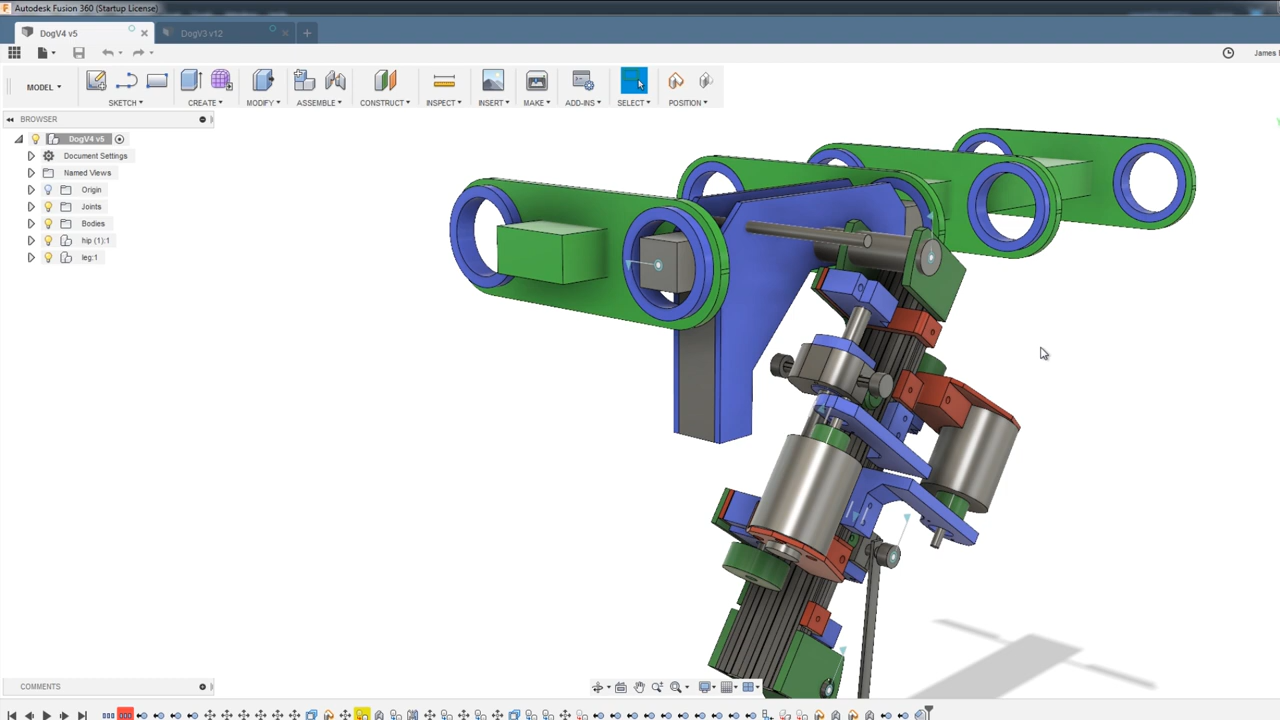 Autodesk Fusion 360 (Startup License)
DogV4 v5
DogV3 v12
James
MODEL
SKETCH
CREATE
MODIFY
ASSEMBLE
CONSTRUCT
INSPECT
INSERT
MAKE
ADD-INS
SELECT
POSITION
BROWSER
DogV4 v5
Document Settings
Named Views
Origin
Joints
Bodies
hip (1):1
leg:1
COMMENTS